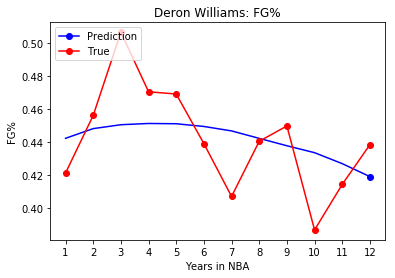 Deron Williams: FG%
Prediction
True
0.50
0.48
0.46
0.44
0.42
0.40
FG%
1 2 3 4 5 6 7 8 9 10 11 12
Years in NBA